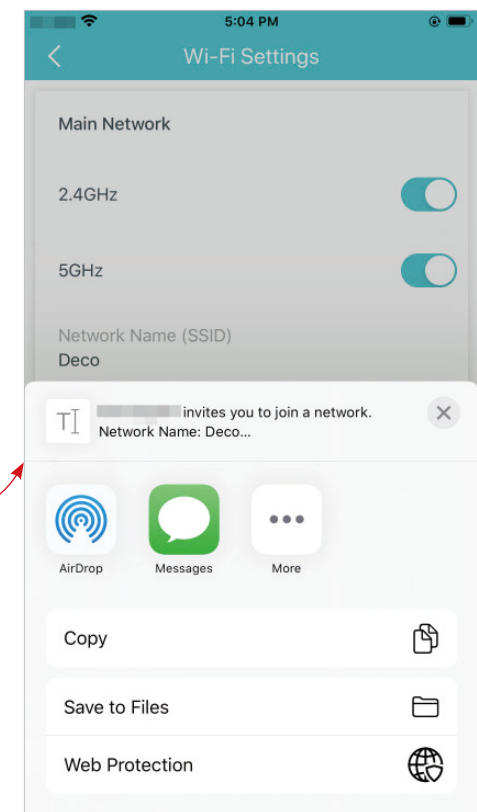 5:04 PM
Wi-Fi Settings
Main Network
2.4GHz
5GHz
Network Name (SSID)
Deco
invites you to join a network.
Network Name: Deco...
AirDrop
Messages
More
Copy
Save to Files
Web Protection